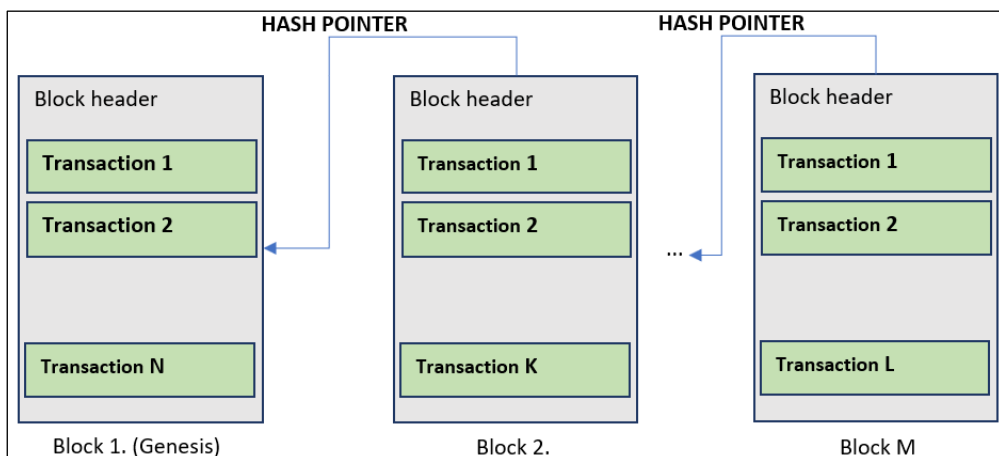 HASH POINTER
HASH POINTER
Block header
Transaction 1
Transaction 2
Transaction N
Block 1. (Genesis)
Block header
Transaction 1
Transaction 2
Transaction K
Block 2.
...
Block header
Transaction 1
Transaction 2
Transaction L
Block M